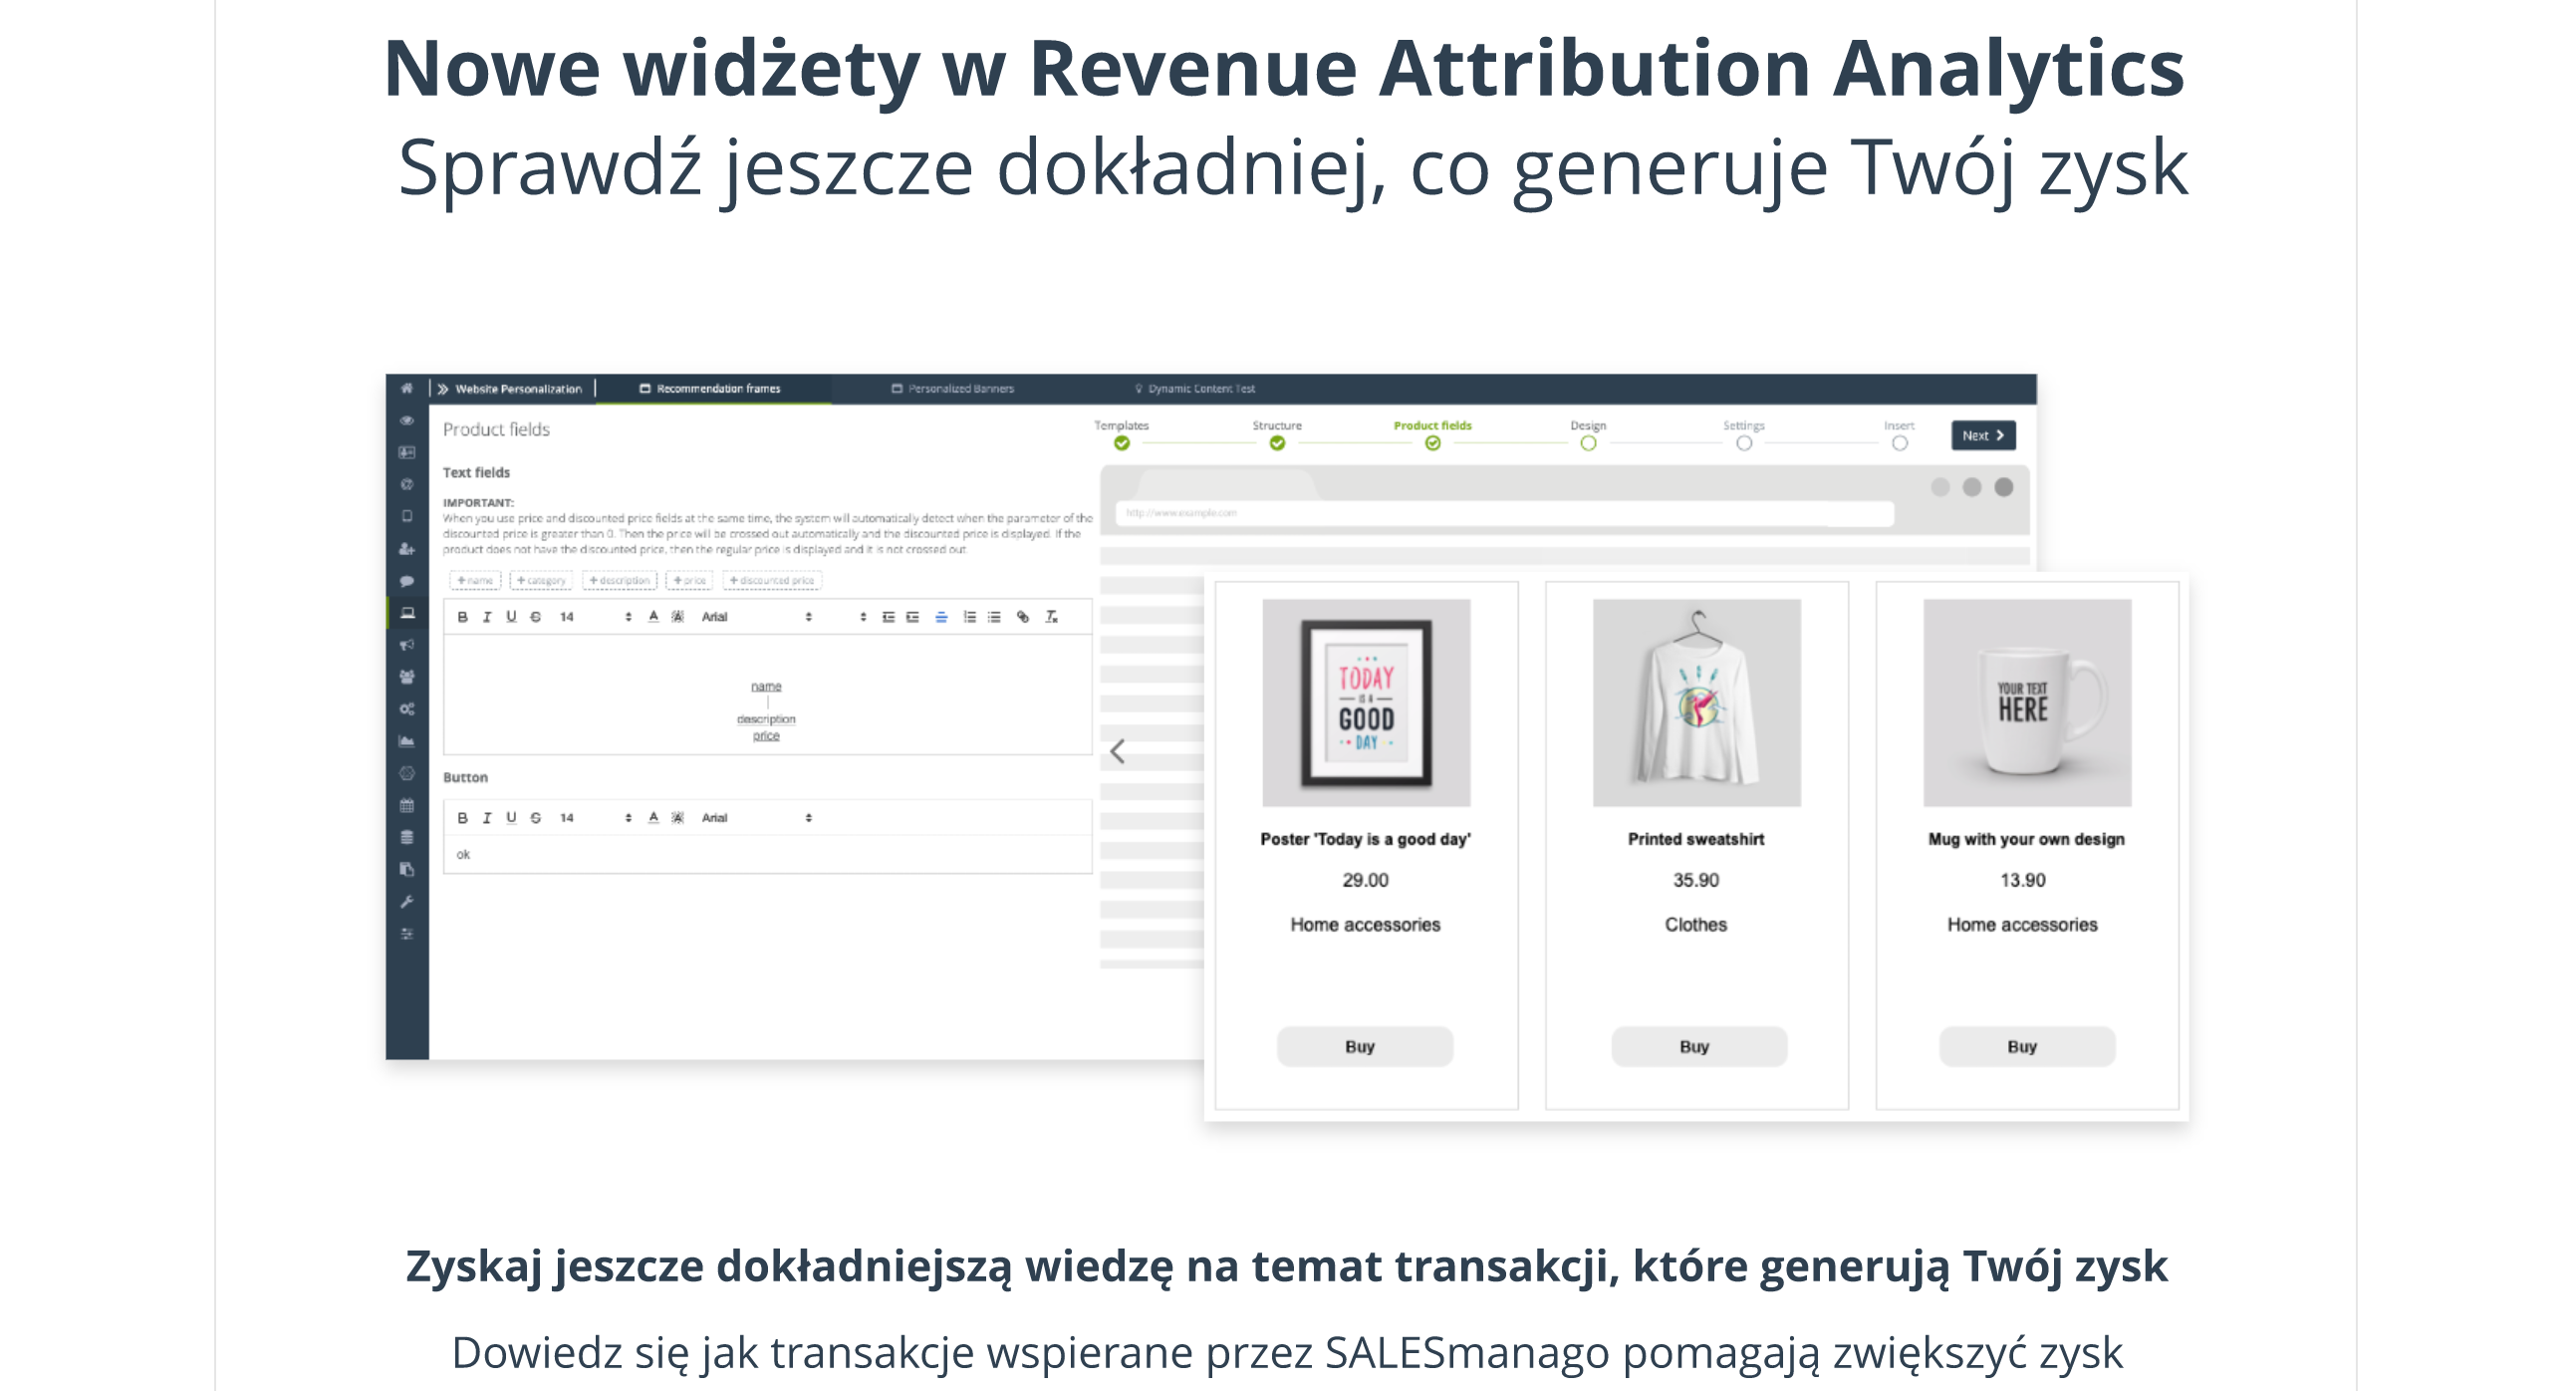 Nowe widżety w Revenue Attribution Analytics
Sprawdź jeszcze dokładniej, co generuje Twój zysk
Website Personalization
Recommendation frames
Personalized Banners
Dynamic Content Test
Product fields
Templates
Structure
Product fields
Design
Settings
Insert
Next
Text fields
IMPORTANT:
When you use price and discounted price fields at the same time, the system will automatically detect when the parameter of the
discounted price is greater than 0. Then the price will be crossed out automatically and the discounted price is displayed. If the
product does not have the discounted price, then the regular price is displayed and it is not crossed out.
http://www.example.com
+ name
+ category
+ description
+ price
+ discounted price
B I U S 14 A A Arial
name
|
description
price
Button
B I U S 14 A A Arial
ok
TODAY
IS A
GOOD
DAY
YOUR TEXT
HERE
Poster 'Today is a good day'
29.00
Home accessories
Buy
Printed sweatshirt
35.90
Clothes
Buy
Mug with your own design
13.90
Home accessories
Buy
Zyskaj jeszcze dokładniejszą wiedzę na temat transakcji, które generują Twój zysk
Dowiedz się jak transakcje wspierane przez SALESmanago pomagają zwiększyć zysk